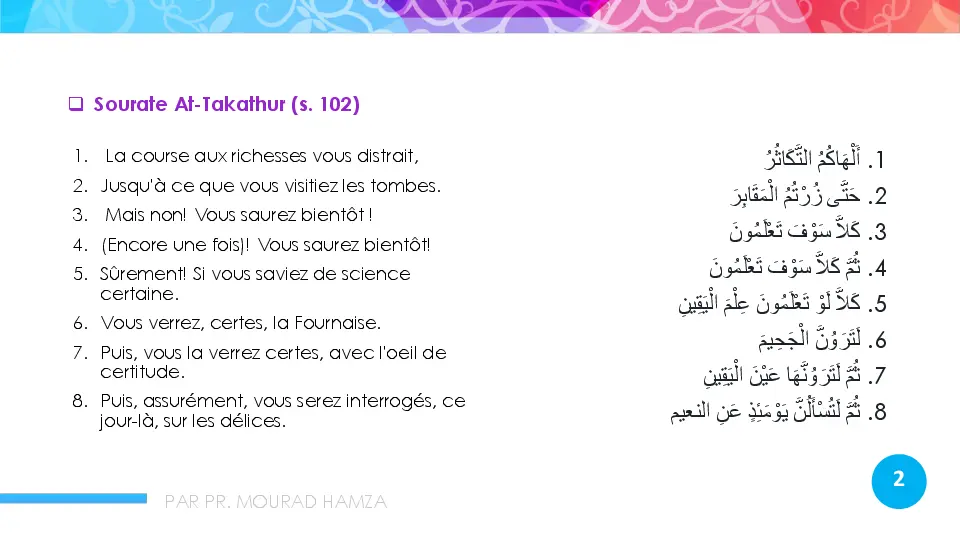 ❑ Sourate At-Takathur (s. 102)
1. La course aux richesses vous distrait,
2. Jusqu'à ce que vous visitiez les tombes.
3. Mais non! Vous saurez bientôt !
4. (Encore une fois)! Vous saurez bientôt!
5. Sûrement! Si vous saviez de science
certaine.
6. Vous verrez, certes, la Fournaise.
7. Puis, vous la verrez certes, avec l'oeil de
certitude.
8. Puis, assurément, vous serez interrogés, ce
jour-là, sur les délices.
1. أَلْهَاكُمُ التَّكَاثُرُ
2. حَتَّى زُرْتُمُ الْمَقَابِرَ
3. كَلاَّ سَوْفَ تَعْلَمُونَ
4. ثُمَّ كَلاَّ سَوْفَ تَعْلَمُونَ
5. كَلاَّ لَوْ تَعْلَمُونَ عِلْمَ الْيَقِينِ
6. لَتَرَوُنَّ الْجَحِيمَ
7. ثُمَّ لَتَرَوُنَّهَا عَيْنَ الْيَقِينِ
8. ثُمَّ لَتُسْأَلُنَّ يَوْمَئِذٍ عَنِ النعيم
PAR PR. MOURAD HAMZA
2